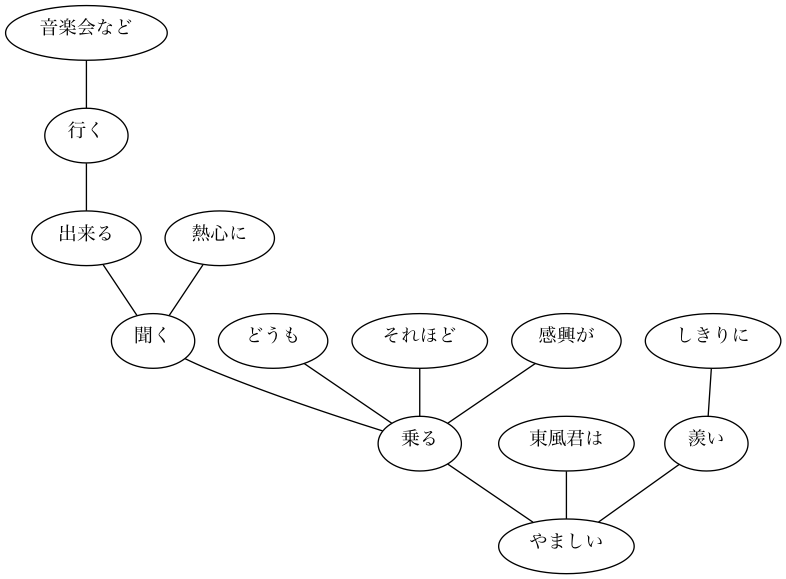 音楽会など
行く
出来る
熱心に
聞く
どうも
それほど
感興が
しきりに
乗る
東風君は
羨い
やましい